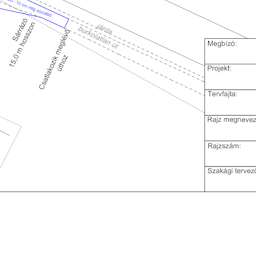 Sárrázó
15,0 m hosszon
Csatlakozik meglévő
úthoz
járda
burkolatlan út
Megbízó:
Projekt:
Tervfajta:
Rajz megnevez
Rajzszám:
Szakági tervező